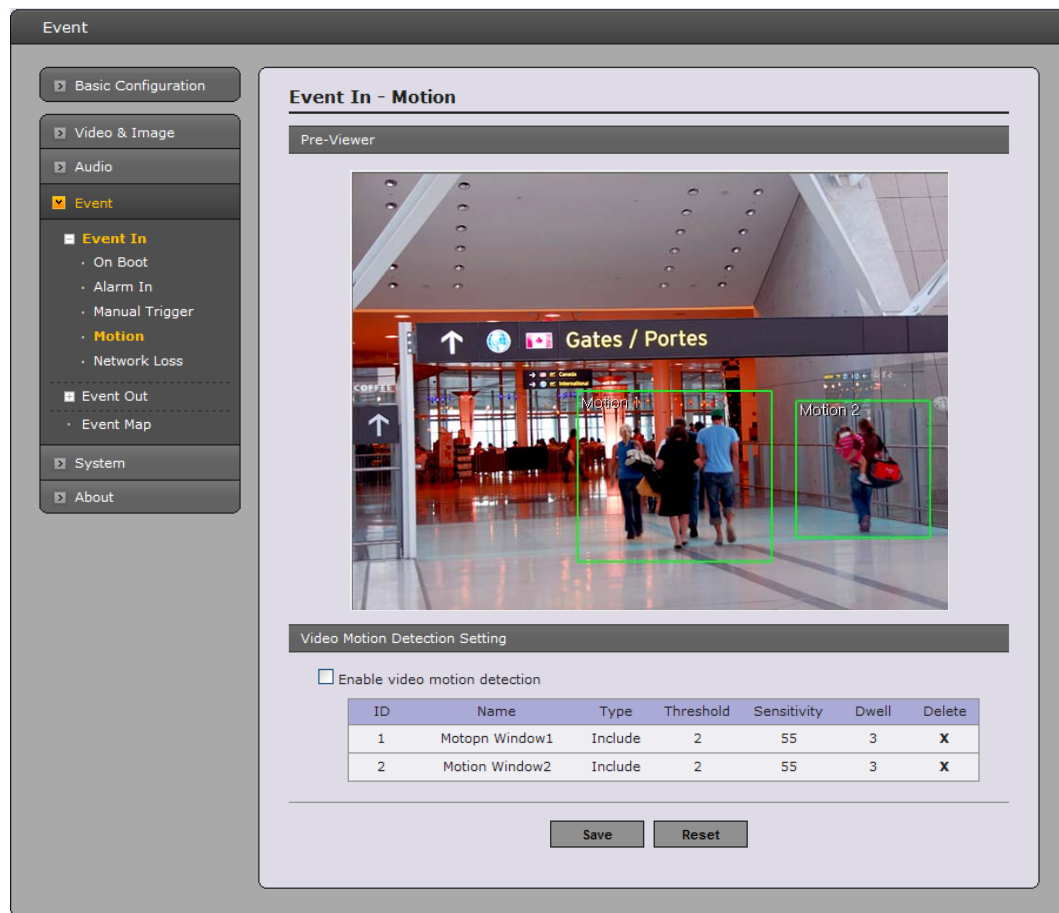 Event
Basic Configuration
Video & Image
Audio
Event
Event In
On Boot
Alarm In
Manual Trigger
Motion
Network Loss
Event Out
Event Map
System
About
Event In - Motion
Pre-Viewer
Gates / Portes
Canada
International
COFFEE
Motion 1
Motion 2
Video Motion Detection Setting
Enable video motion detection
ID Name Type Threshold Sensitivity Dwell Delete
1 Motopn Window1 Include 2 55 3 X
2 Motion Window2 Include 2 55 3 X
Save Reset